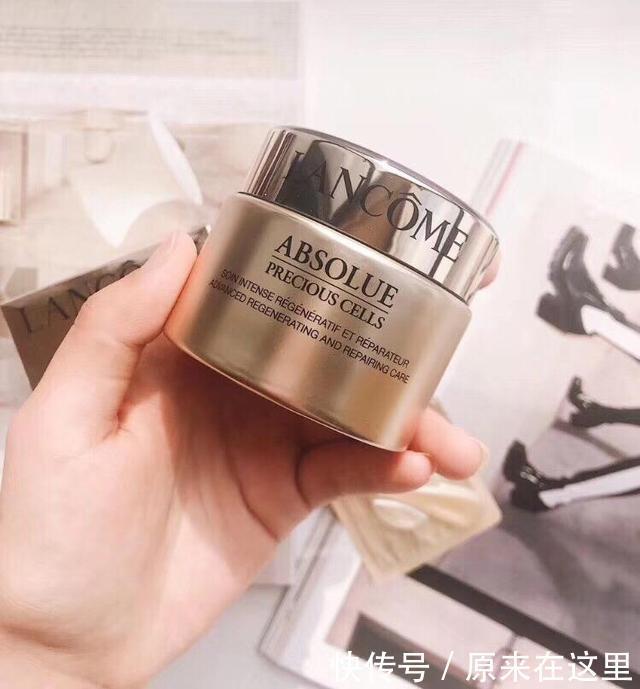 LANCÔME
ABSOLUE
PRECIOUS CELLS
SOIN INTENSE RÉGÉNÉRATIF ET RÉPARATEUR
ADVANCED REGENERATING AND REPAIRING CARE
LANCÔ
快传号 / 原来在这里